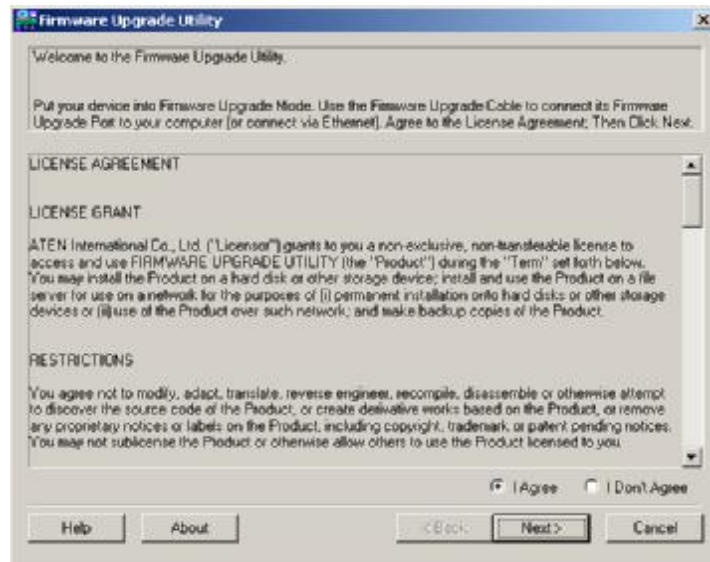 Firmware Upgrade Utility
Welcome to the Firmware Upgrade Utility.
Put your device into Firmware Upgrade Mode. Use the Firmware Upgrade Cable to connect its Firmware
Upgrade Port to your computer (or connect via Ethernet). Agree to the License Agreement; Then Click Next.
LICENSE AGREEMENT
LICENSE GRANT
ATEN International Co., Ltd. ("Licensor") grants to you a non-exclusive, non-transferable license to
access and use FIRMWARE UPGRADE UTILITY (the "Product") during the "Term" set forth below.
You may install the Product on a hard disk or other storage device; install and use the Product on a file
server for use on a network for the purposes of (i) permanent installation onto hard disks or other storage
devices or (ii) use of the Product over such network; and make backup copies of the Product.
RESTRICTIONS
You agree not to modify, adapt, translate, reverse engineer, recompile, disassemble or otherwise attempt
to discover the source code of the Product, or create derivative works based on the Product, or remove
any proprietary notices or labels on the Product, including copyright, trademark or patent pending notices.
You may not sublicense the Product or otherwise allow others to use the Product licensed to you
I Agree I Don't Agree
Help About < Back Next > Cancel